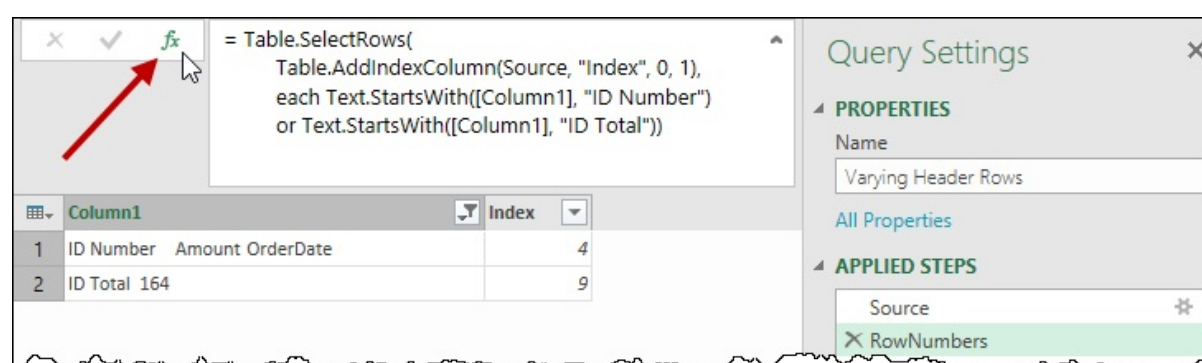 fx
= Table.SelectRows(
Table.AddIndexColumn(Source, "Index", 0, 1),
each Text.StartsWith([Column1], "ID Number")
or Text.StartsWith([Column1], "ID Total"))
Column1 Index
1 ID Number Amount OrderDate 4
2 ID Total 164 9
Query Settings
PROPERTIES
Name
Varying Header Rows
All Properties
APPLIED STEPS
Source
RowNumbers